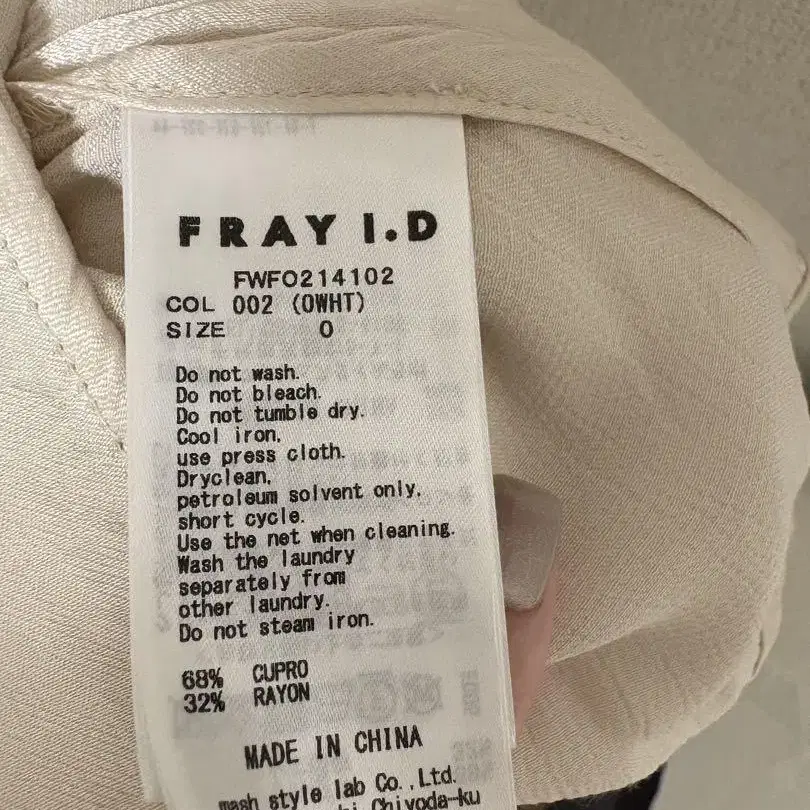 FRAY I.D
FWFO214102
COL 002 (OWHT)
SIZE 0
Do not wash.
Do not bleach.
Do not tumble dry.
Cool iron,
use press cloth.
Dryclean,
petroleum solvent only,
short cycle.
Use the net when cleaning.
Wash the laundry
separately from
other laundry.
Do not steam iron.
68% CUPRO
32% RAYON
MADE IN CHINA
mash style lab Co.,Ltd.
Chiyoda-ku